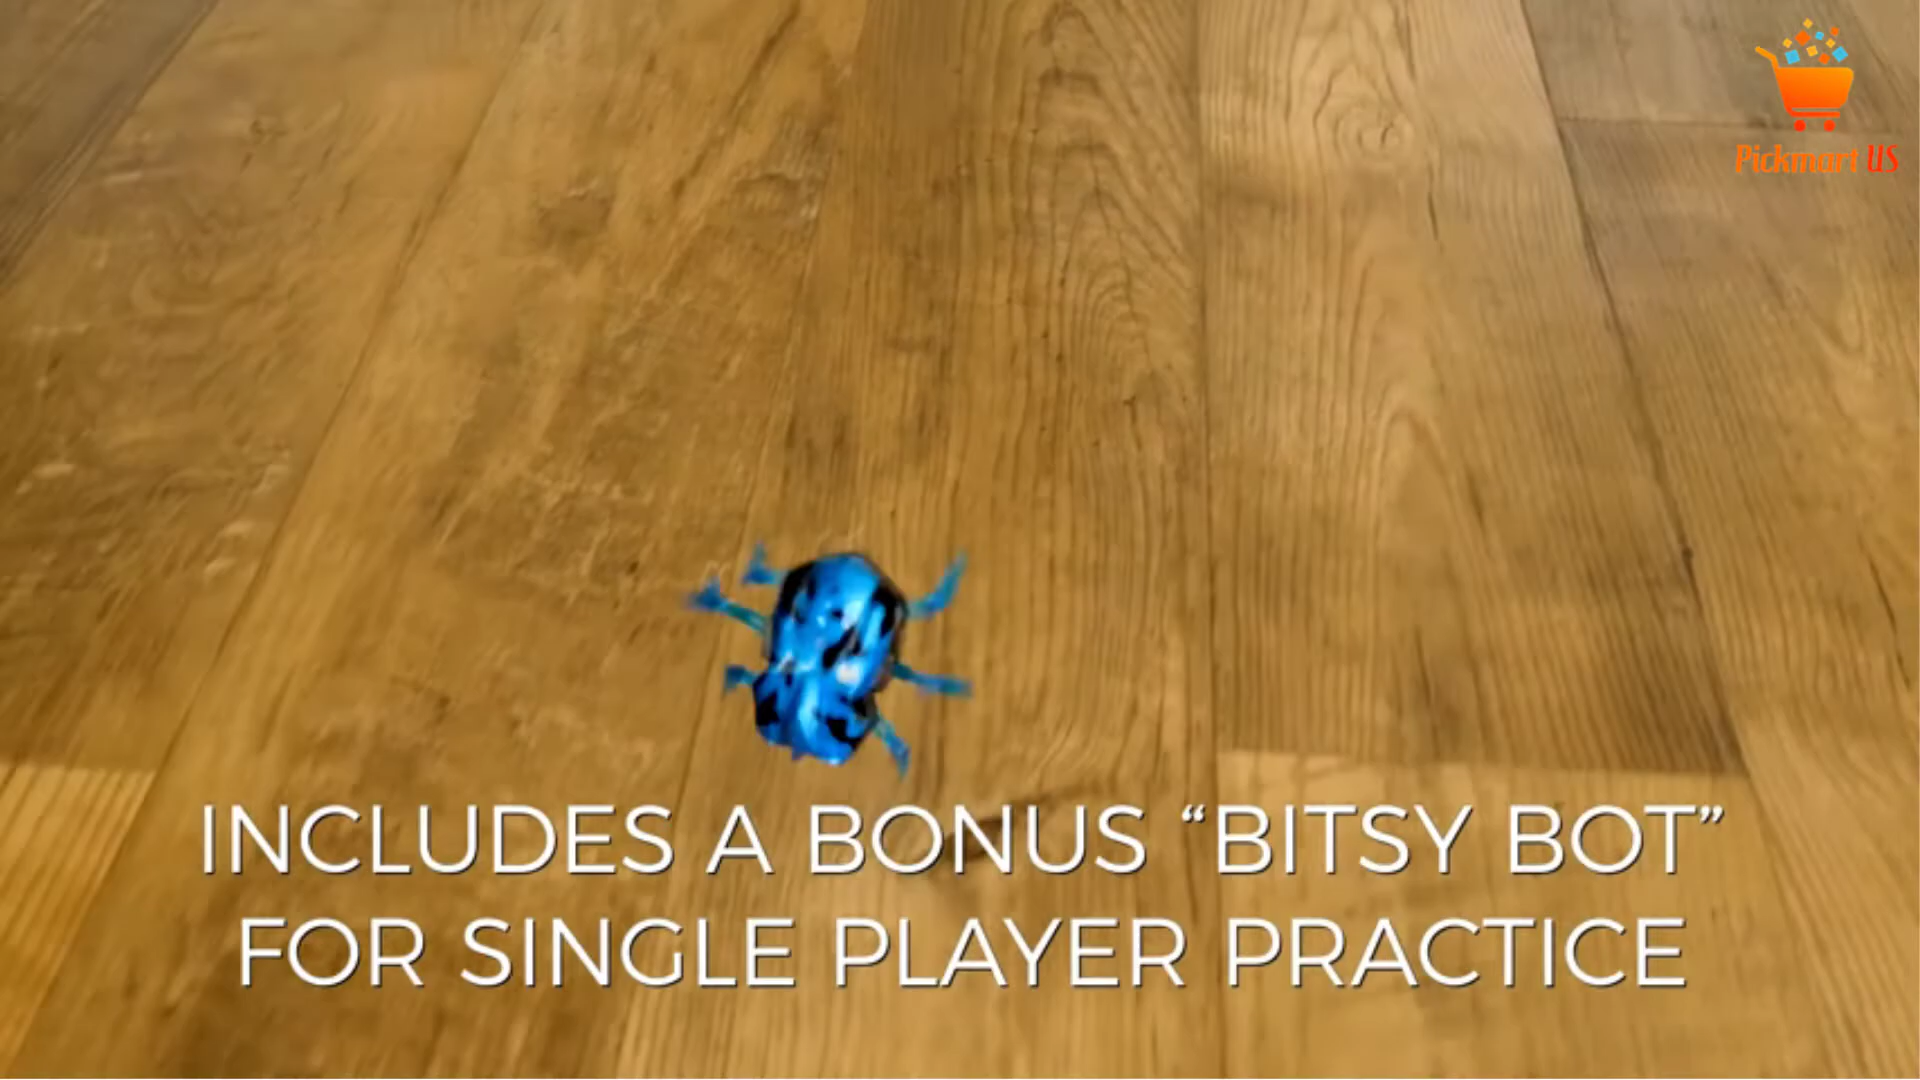 Pickmart US
INCLUDES A BONUS “BITSY BOT”
FOR SINGLE PLAYER PRACTICE